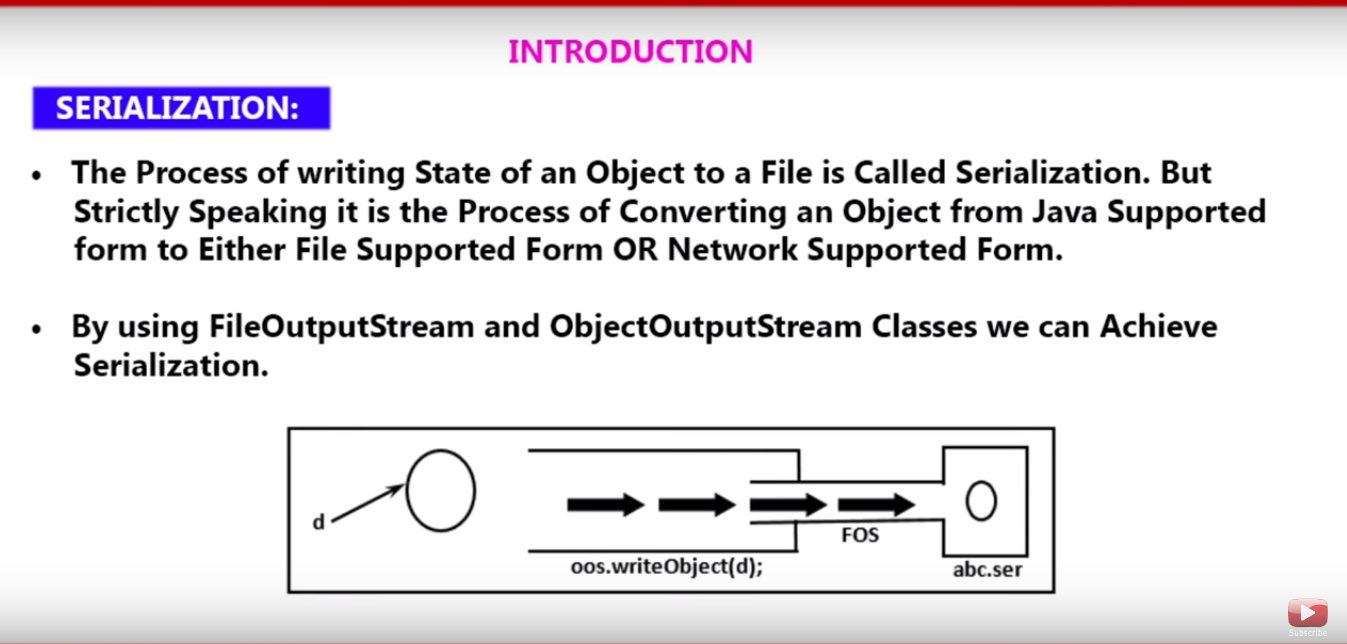 INTRODUCTION
SERIALIZATION:
• The Process of writing State of an Object to a File is Called Serialization. But
Strictly Speaking it is the Process of Converting an Object from Java Supported
form to Either File Supported Form OR Network Supported Form.
• By using FileOutputStream and ObjectOutputStream Classes we can Achieve
Serialization.
d
FOS
oos.writeObject(d);
abc.ser
Subscribe